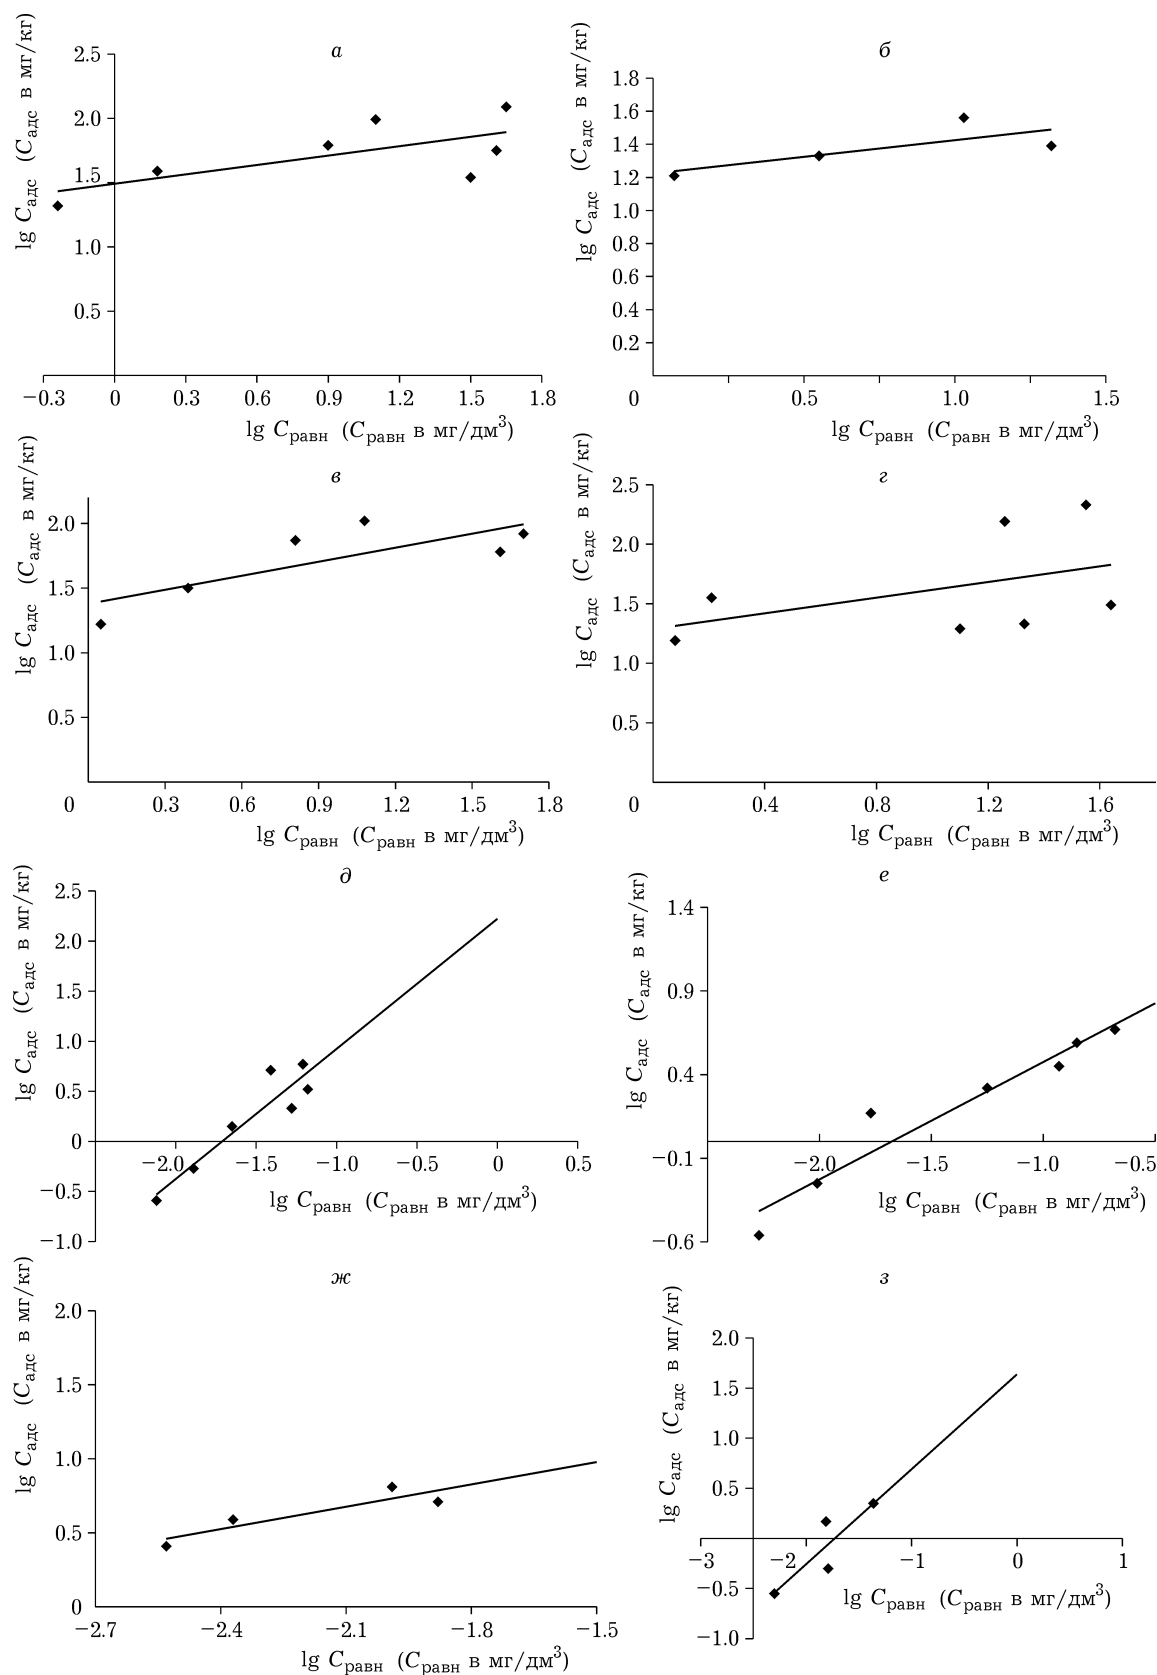 а
lg Cадс (Cадс в мг/кг)
2.5
2.0
1.5
1.0
0.5
−0.3 0 0.3 0.6 0.9 1.2 1.5 1.8
lg Cравн (Cравн в мг/дм³)
б
lg Cадс (Cадс в мг/кг)
1.8
1.6
1.4
1.2
1.0
0.8
0.6
0.4
0.2
0 0.5 1.0 1.5
lg Cравн (Cравн в мг/дм³)
в
lg Cадс (Cадс в мг/кг)
2.0
1.5
1.0
0.5
0 0.3 0.6 0.9 1.2 1.5 1.8
lg Cравн (Cравн в мг/дм³)
г
lg Cадс (Cадс в мг/кг)
2.5
2.0
1.5
1.0
0.5
0 0.4 0.8 1.2 1.6
lg Cравн (Cравн в мг/дм³)
д
lg Cадс (Cадс в мг/кг)
2.5
2.0
1.5
1.0
0.5
0
−2.0 −1.5 −1.0 −0.5 0 0.5
−0.5
−1.0
lg Cравн (Cравн в мг/дм³)
е
lg Cадс (Cадс в мг/кг)
1.4
0.9
0.4
−0.1
−2.0 −1.5 −1.0 −0.5
−0.6
lg Cравн (Cравн в мг/дм³)
ж
lg Cадс (Cадс в мг/кг)
2.0
1.5
1.0
0.5
0
−2.7 −2.4 −2.1 −1.8 −1.5
lg Cравн (Cравн в мг/дм³)
з
lg Cадс (Cадс в мг/кг)
2.0
1.5
1.0
0.5
−3 −2 −1 0 1
−0.5
−1.0
lg Cравн (Cравн в мг/дм³)